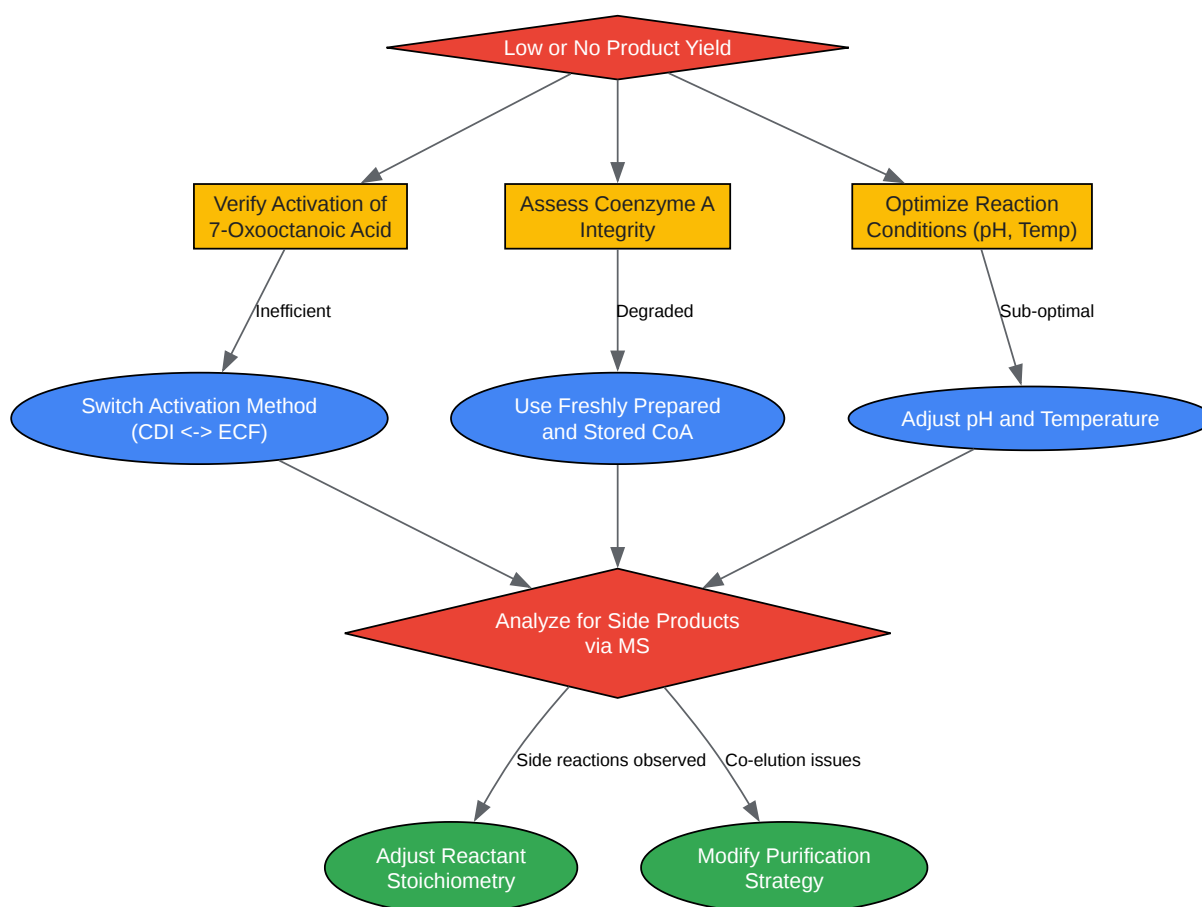 Low or No Product Yield
Verify Activation of
7-Oxooctanoic Acid
Assess Coenzyme A
Integrity
Optimize Reaction
Conditions (pH, Temp)
Inefficient
Degraded
Sub-optimal
Switch Activation Method
(CDI <-> ECF)
Use Freshly Prepared
and Stored CoA
Adjust pH and Temperature
Analyze for Side Products
via MS
Side reactions observed
Co-elution issues
Adjust Reactant
Stoichiometry
Modify Purification
Strategy